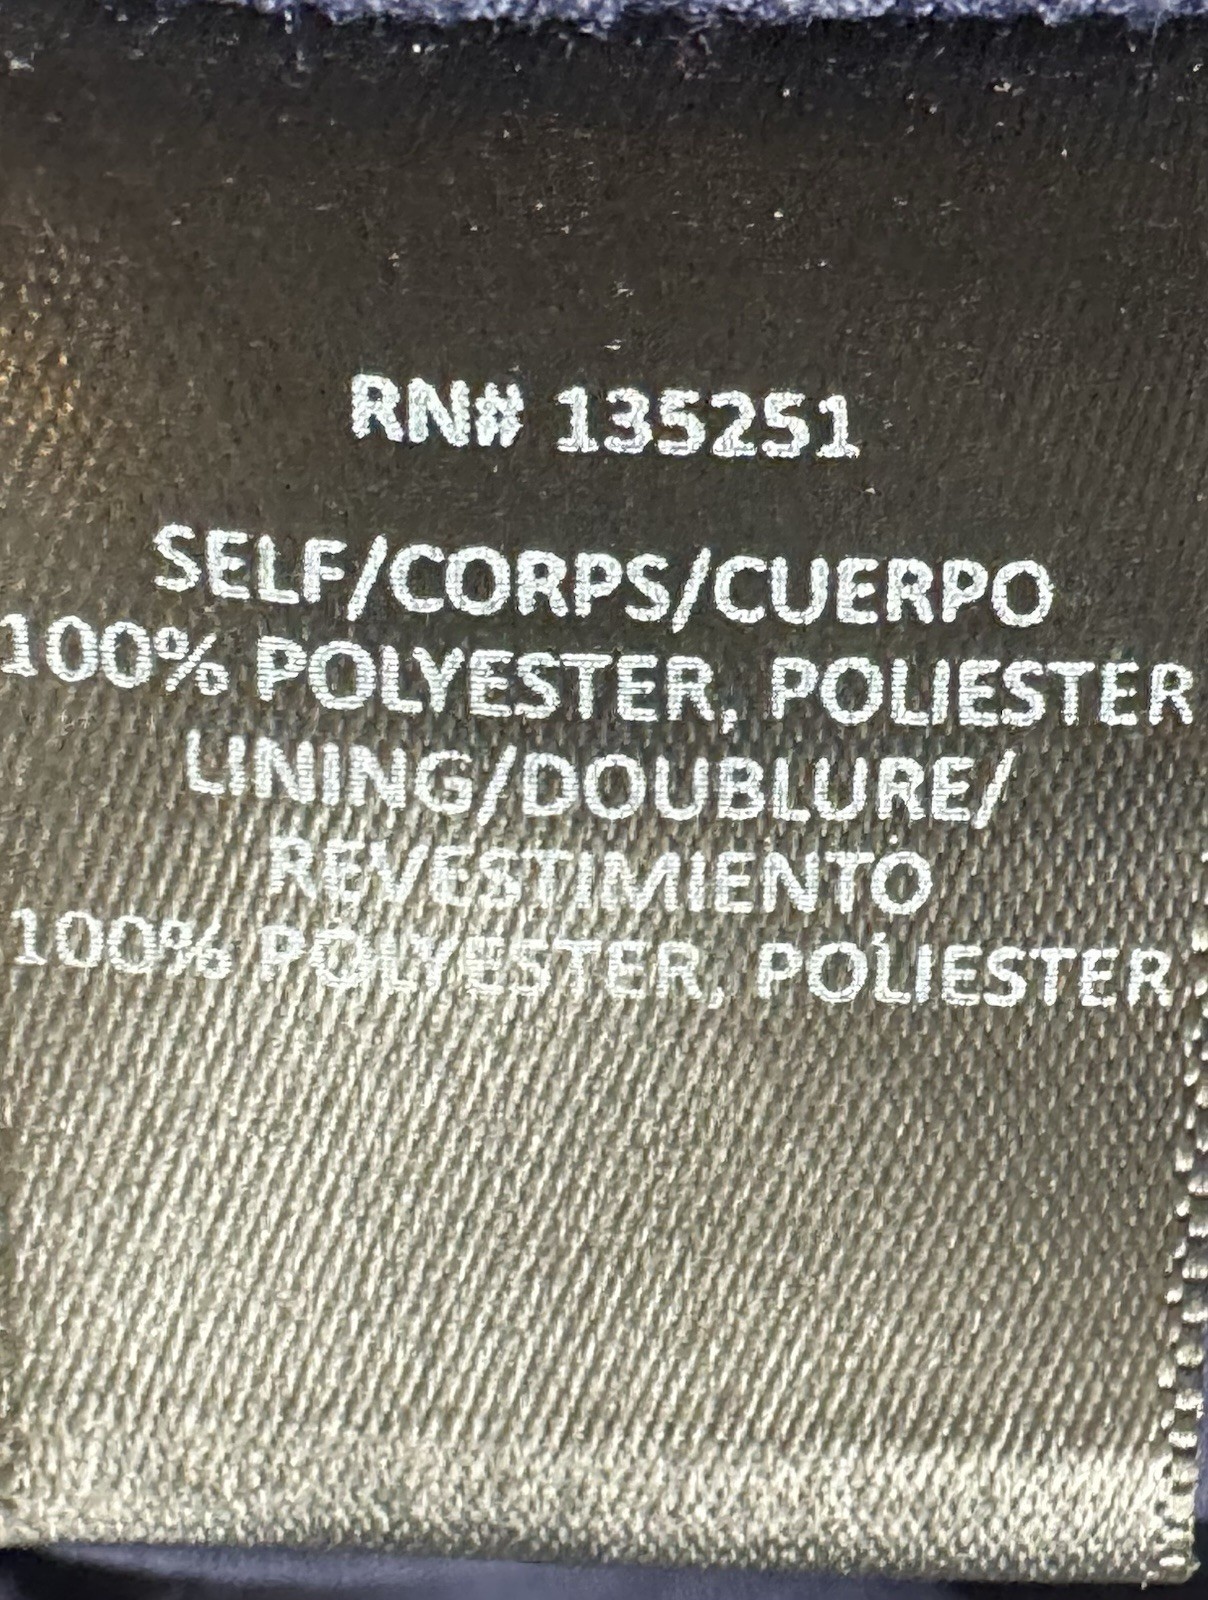 RN# 135251
SELF/CORPS/CUERPO
100% POLYESTER, POLIESTER
LINING/DOUBLURE/
REVESTIMIENTO
100% POLYESTER, POLIESTER